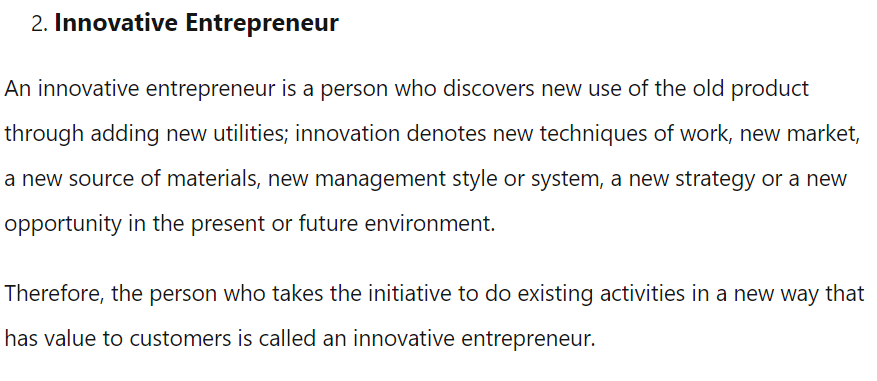 2. Innovative Entrepreneur
An innovative entrepreneur is a person who discovers new use of the old product
through adding new utilities; innovation denotes new techniques of work, new market,
a new source of materials, new management style or system, a new strategy or a new
opportunity in the present or future environment.
Therefore, the person who takes the initiative to do existing activities in a new way that
has value to customers is called an innovative entrepreneur.